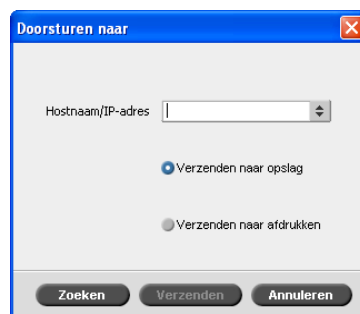 Doorsturen naar
Hostnaam/IP-adres
Verzenden naar opslag
Verzenden naar afdrukken
Zoeken Verzenden Annuleren